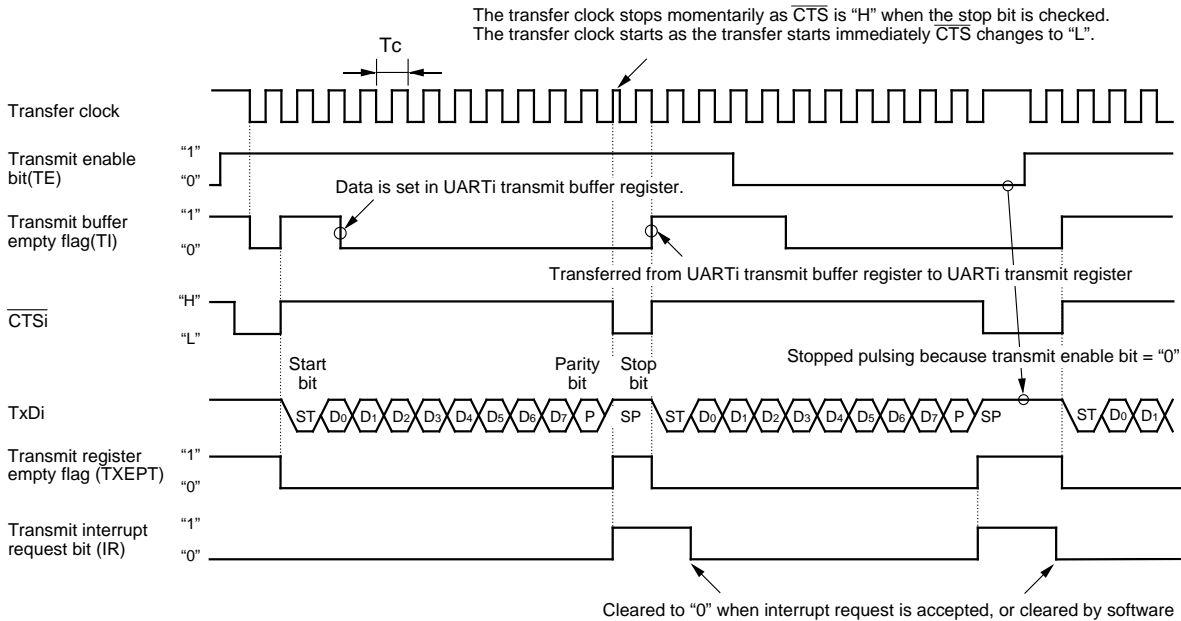 The transfer clock stops momentarily as CTS is “H” when the stop bit is checked.
The transfer clock starts as the transfer starts immediately CTS changes to “L”.
Tc
Transfer clock
Transmit enable
bit(TE)
“1”
“0”
Data is set in UARTi transmit buffer register.
Transmit buffer
empty flag(TI)
“1”
“0”
Transferred from UARTi transmit buffer register to UARTi transmit register
CTSi
“H”
“L”
Stopped pulsing because transmit enable bit = “0”
Start
bit
Parity
bit
Stop
bit
TxDi
ST D0 D1 D2 D3 D4 D5 D6 D7 P SP ST D0 D1 D2 D3 D4 D5 D6 D7 P SP ST D0 D1
Transmit register
empty flag (TXEPT)
“1”
“0”
Transmit interrupt
request bit (IR)
“1”
“0”
Cleared to “0” when interrupt request is accepted, or cleared by software